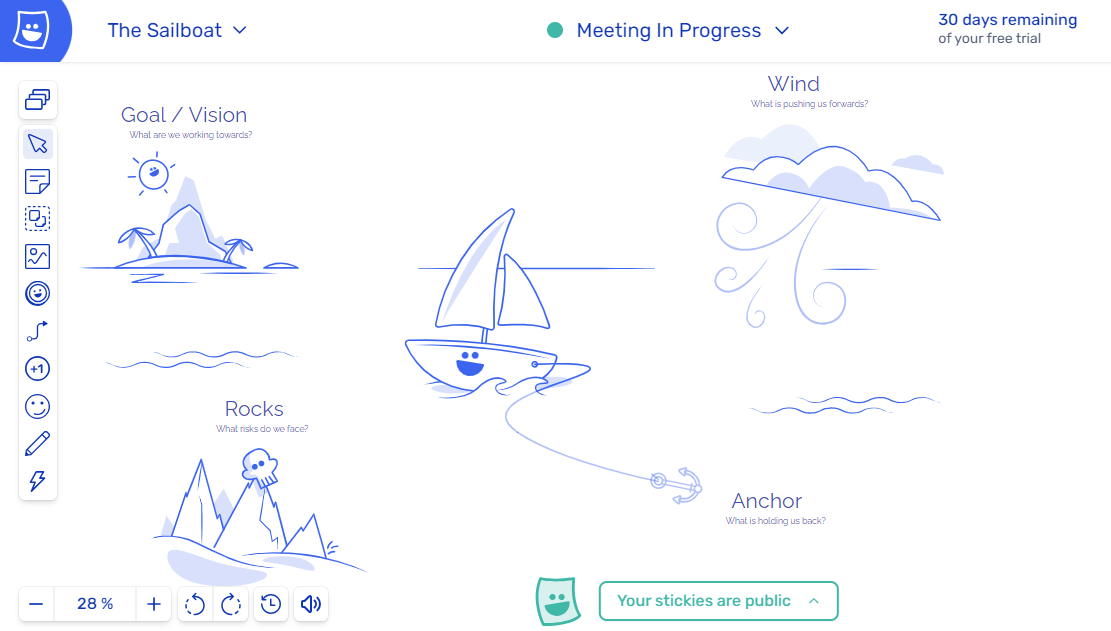 The Sailboat
Meeting In Progress
30 days remaining
of your free trial
Goal / Vision
What are we working towards?
Wind
What is pushing us forwards?
+1
Rocks
What risks do we face?
Anchor
What is holding us back?
28 %
Your stickies are public